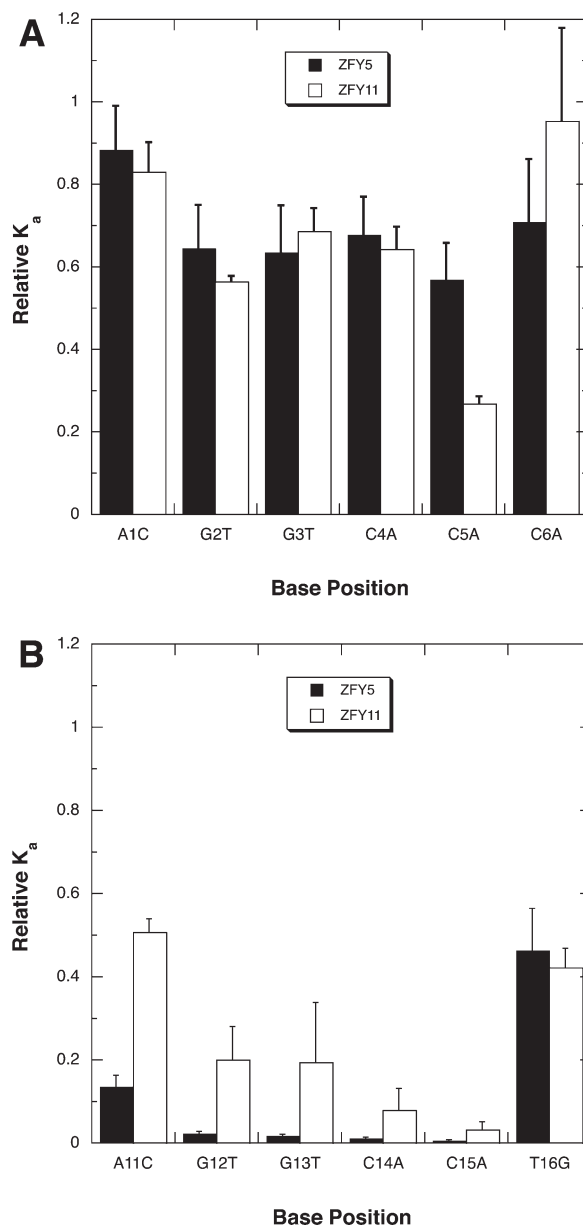 A
1.2
1
0.8
0.6
0.4
0.2
0
Relative Ka
ZFY5
ZFY11
A1C G2T G3T C4A C5A C6A
Base Position
B
1.2
1
0.8
0.6
0.4
0.2
0
Relative Ka
ZFY5
ZFY11
A11C G12T G13T C14A C15A T16G
Base Position